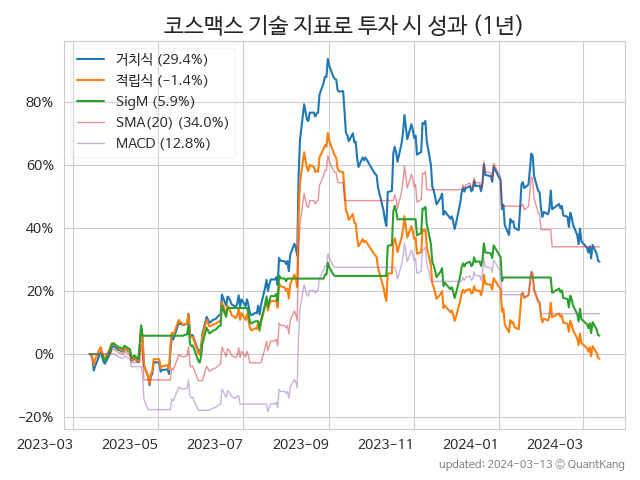 코스맥스 기술 지표로 투자 시 성과 (1년)
거치식 (29.4%)
적립식 (−1.4%)
SigM (5.9%)
SMA(20) (34.0%)
MACD (12.8%)
80%
60%
40%
20%
0%
−20%
2023-03 2023-05 2023-07 2023-09 2023-11 2024-01 2024-03
updated: 2024-03-13 © QuantKang